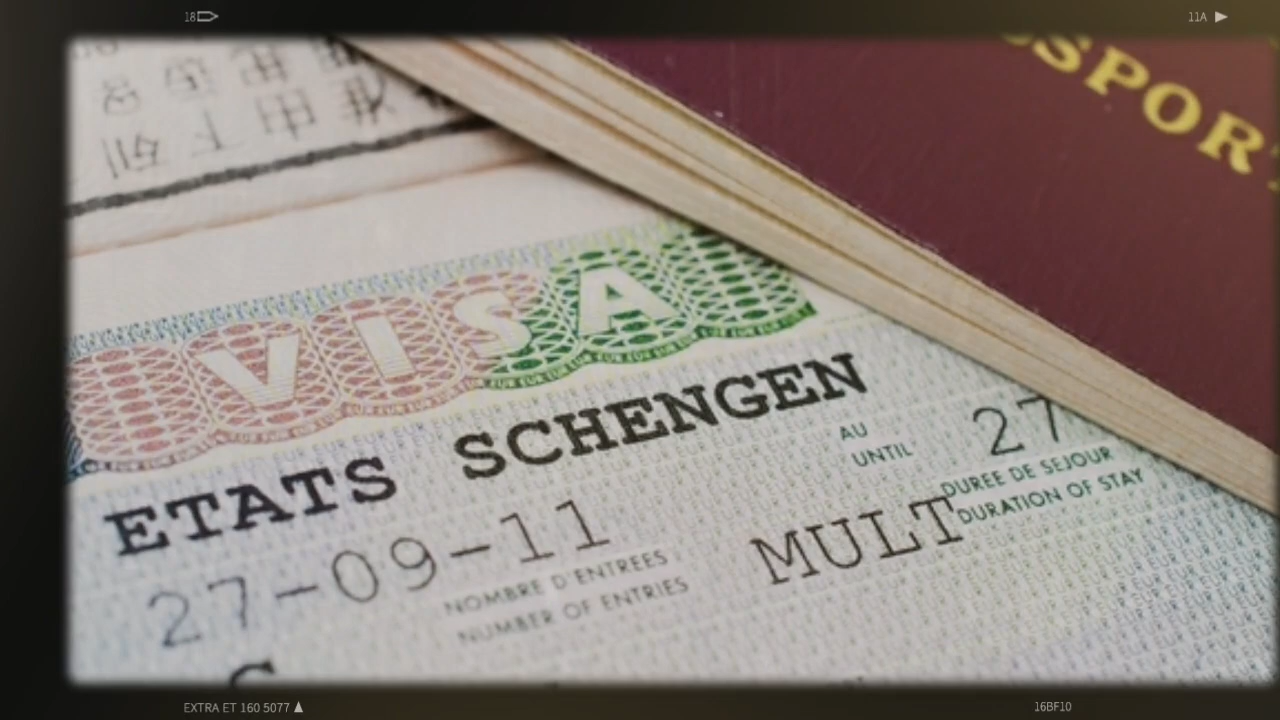 18
11A
SPORT
VISA
ETATS SCHENGEN
AU
UNTIL
27
27-09-11
DUREE DE SEJOUR
DURATION OF STAY
NOMBRE D'ENTREES
NUMBER OF ENTRIES
MULT
EXTRA ET 160 5077
16BF10